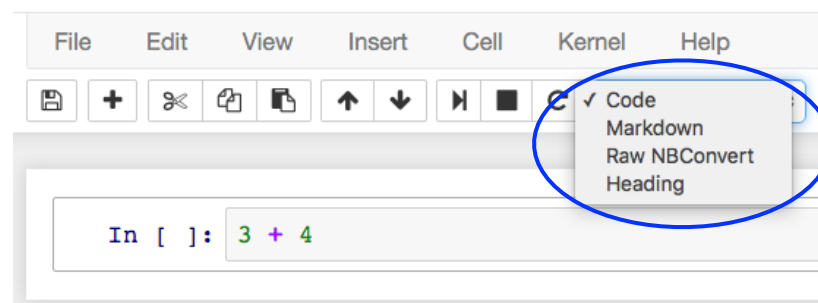 File Edit View Insert Cell Kernel Help
✓ Code
Markdown
Raw NBConvert
Heading
In [ ]: 3 + 4